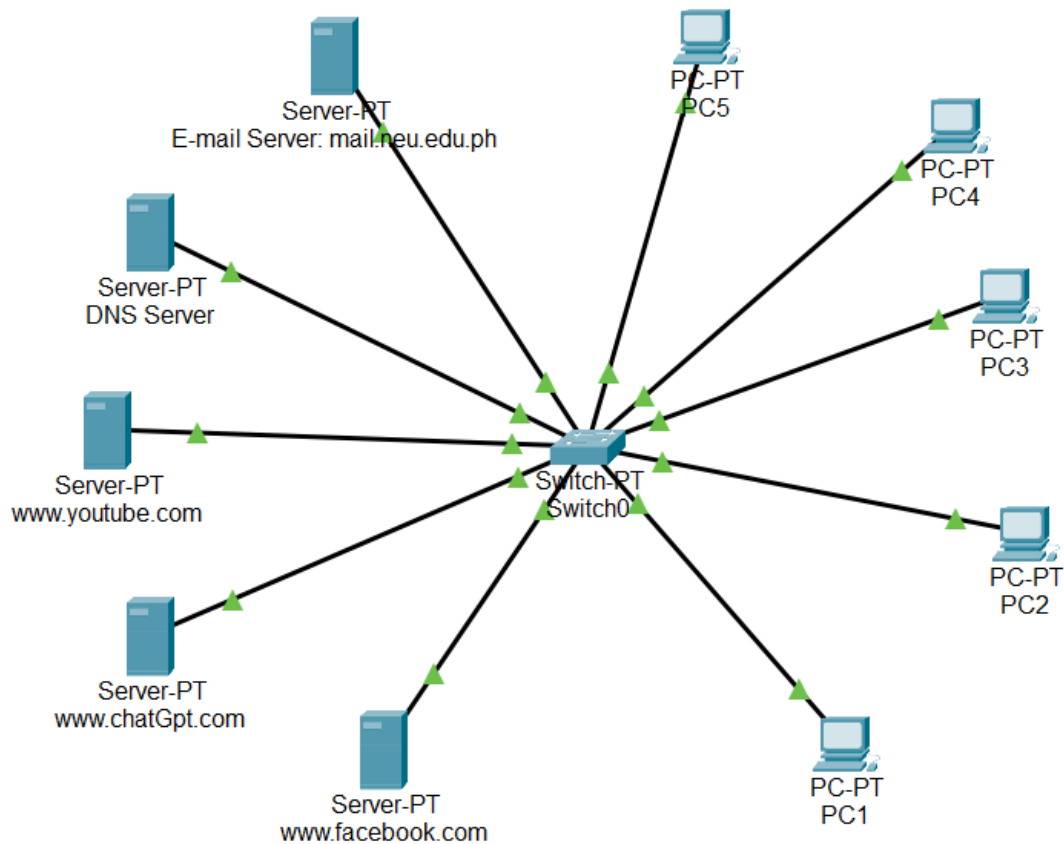 Server-PT
E-mail Server: mail.neu.edu.ph
PC-PT
PC5
PC-PT
PC4
Server-PT
DNS Server
PC-PT
PC3
Server-PT
www.youtube.com
Switch-PT
Switch0
PC-PT
PC2
Server-PT
www.chatGpt.com
Server-PT
www.facebook.com
PC-PT
PC1